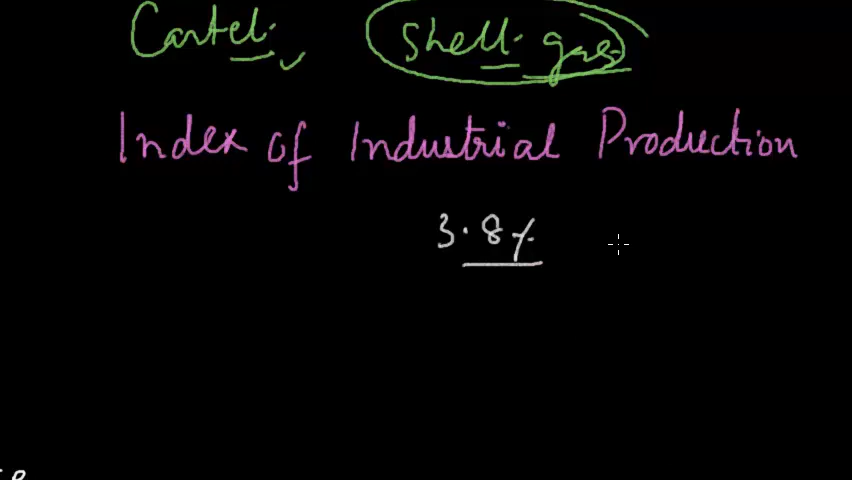 Cartel. Shell gas
Index of Industrial Production
3.8%